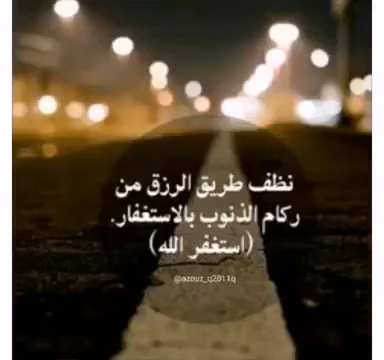 نظف طريق الرزق من
ركام الذنوب بالاستغفار.
(استغفر الله)
@azouz_q2011q